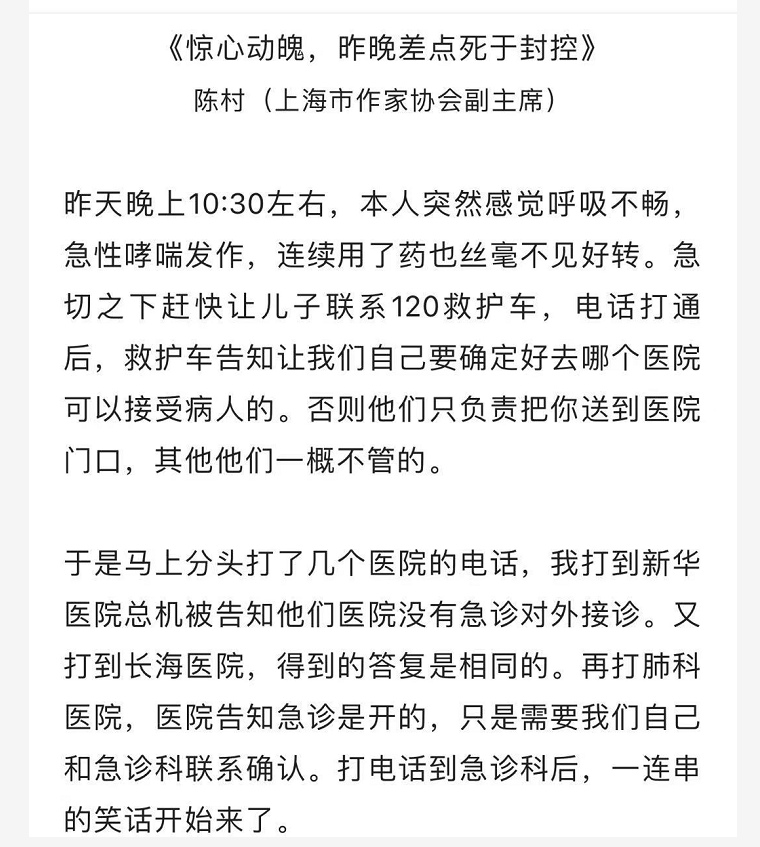 《惊心动魄，昨晚差点死于封控》
陈村（上海市作家协会副主席）
昨天晚上10:30左右，本人突然感觉呼吸不畅，
急性哮喘发作，连续用了药也丝毫不见好转。急
切之下赶快让儿子联系120救护车，电话打通
后，救护车告知让我们自己要确定好去哪个医院
可以接受病人的。否则他们只负责把你送到医院
门口，其他他们一概不管的。
于是马上分头打了几个医院的电话，我打到新华
医院总机被告知他们医院没有急诊对外接诊。又
打到长海医院，得到的答复是相同的。再打肺科
医院，医院告知急诊是开的，只是需要我们自己
和急诊科联系确认。打电话到急诊科后，一连串
的笑话开始来了。